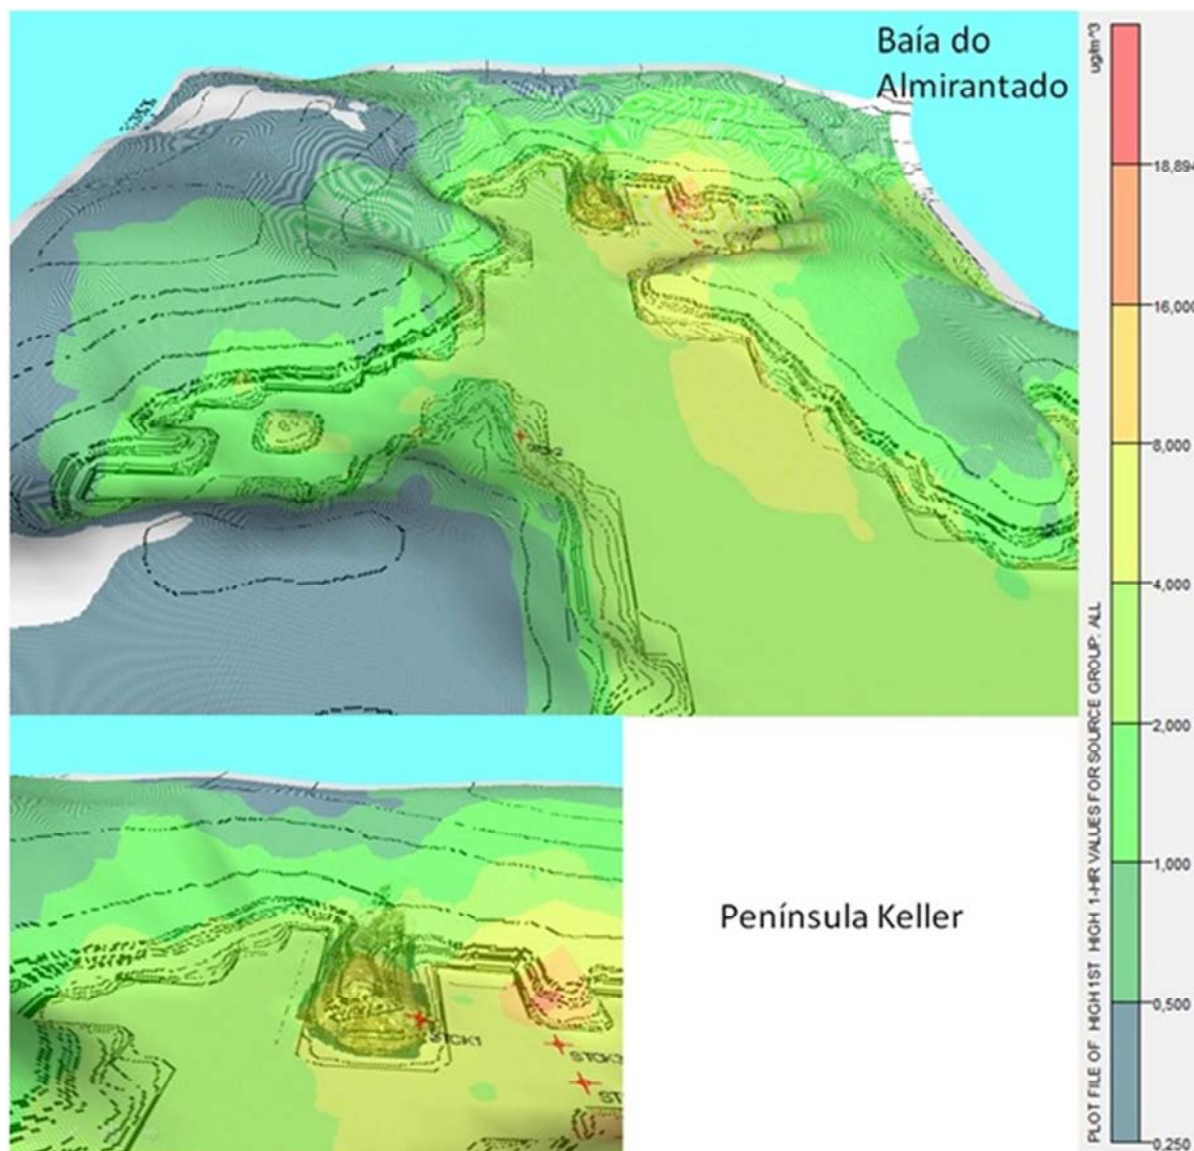 Baía do
Almirantado
ug/m^3
18,894
16,000
8,000
4,000
2,000
1,000
0,500
0,250
PLOT FILE OF HIGH 1ST HIGH 1-HR VALUES FOR SOURCE GROUP: ALL
STCK1
Península Keller